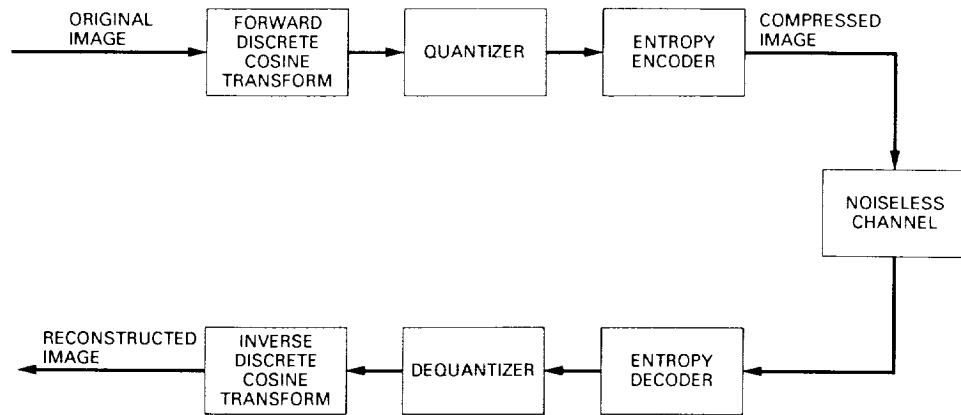 ORIGINAL
IMAGE
FORWARD
DISCRETE
COSINE
TRANSFORM
QUANTIZER
ENTROPY
ENCODER
COMPRESSED
IMAGE
NOISELESS
CHANNEL
RECONSTRUCTED
IMAGE
INVERSE
DISCRETE
COSINE
TRANSFORM
DEQUANTIZER
ENTROPY
DECODER